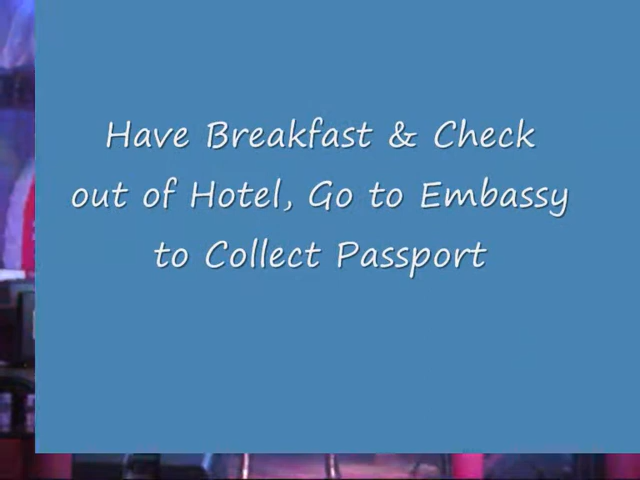 Have Breakfast & Check
out of Hotel, Go to Embassy
to Collect Passport